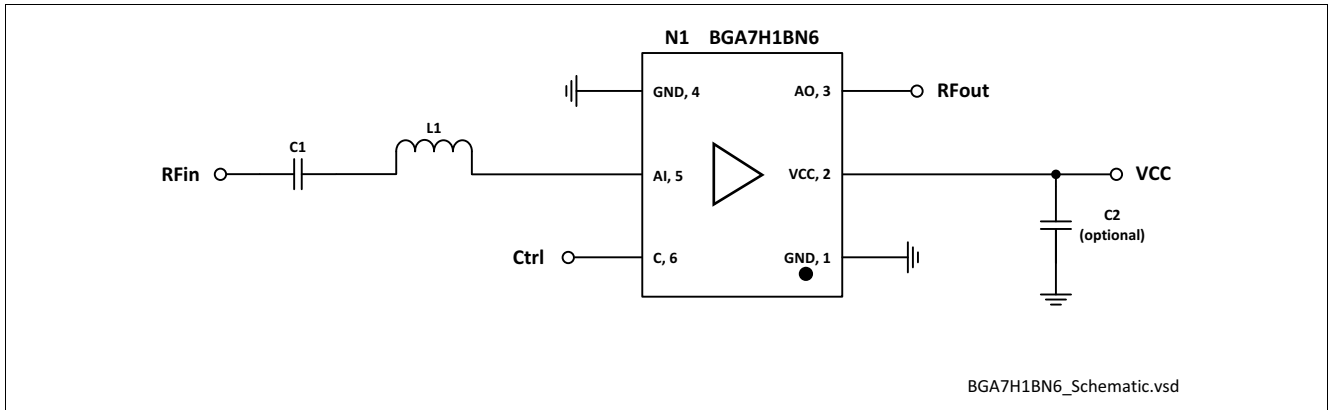 N1 BGA7H1BN6
GND, 4
AO, 3
RFout
L1
C1
RFin
AI, 5
VCC, 2
VCC
C2
(optional)
Ctrl
C, 6
GND, 1
BGA7H1BN6_Schematic.vsd